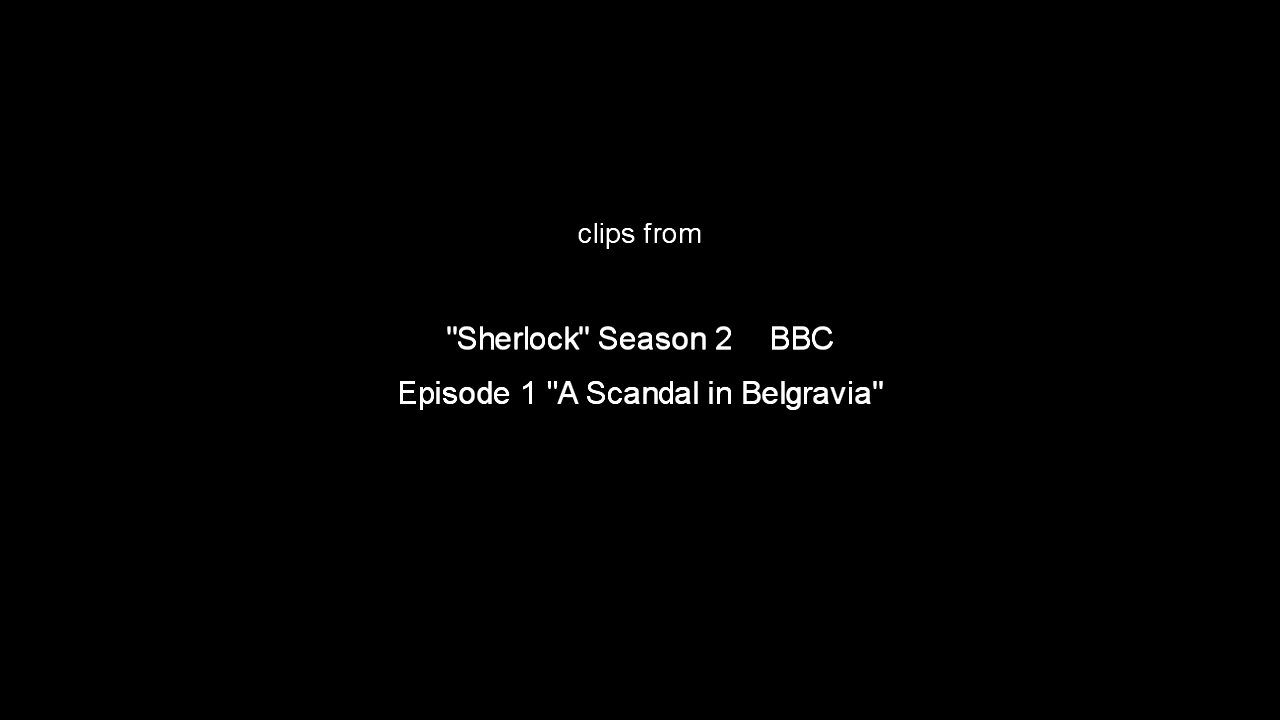 clips from
"Sherlock" Season 2 BBC
Episode 1 "A Scandal in Belgravia"